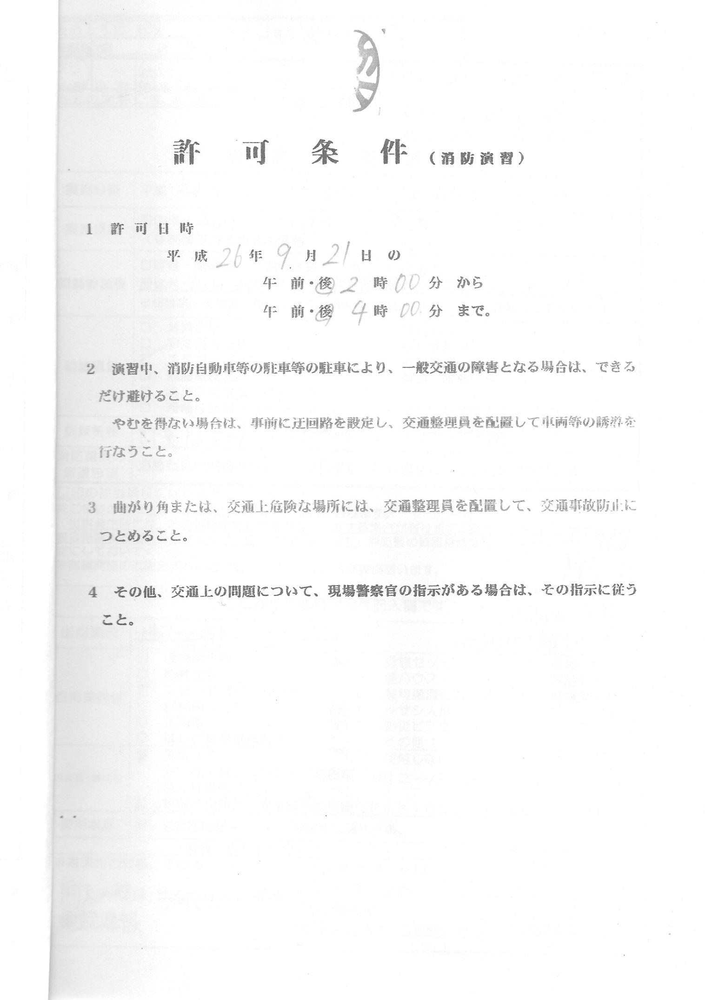 許可条件（消防演習）
1 許可日時
平成26年9月21日の
午前・後2時00分から
午前・後4時00分まで。
2 演習中、消防自動車等の駐車等の駐車により、一般交通の障害となる場合は、できる
だけ避けること。
やむを得ない場合は、事前に迂回路を設定し、交通整理員を配置して車両等の誘導を
行なうこと。
3 曲がり角または、交通上危険な場所には、交通整理員を配置して、交通事故防止に
つとめること。
4 その他、交通上の問題について、現場警察官の指示がある場合は、その指示に従う
こと。